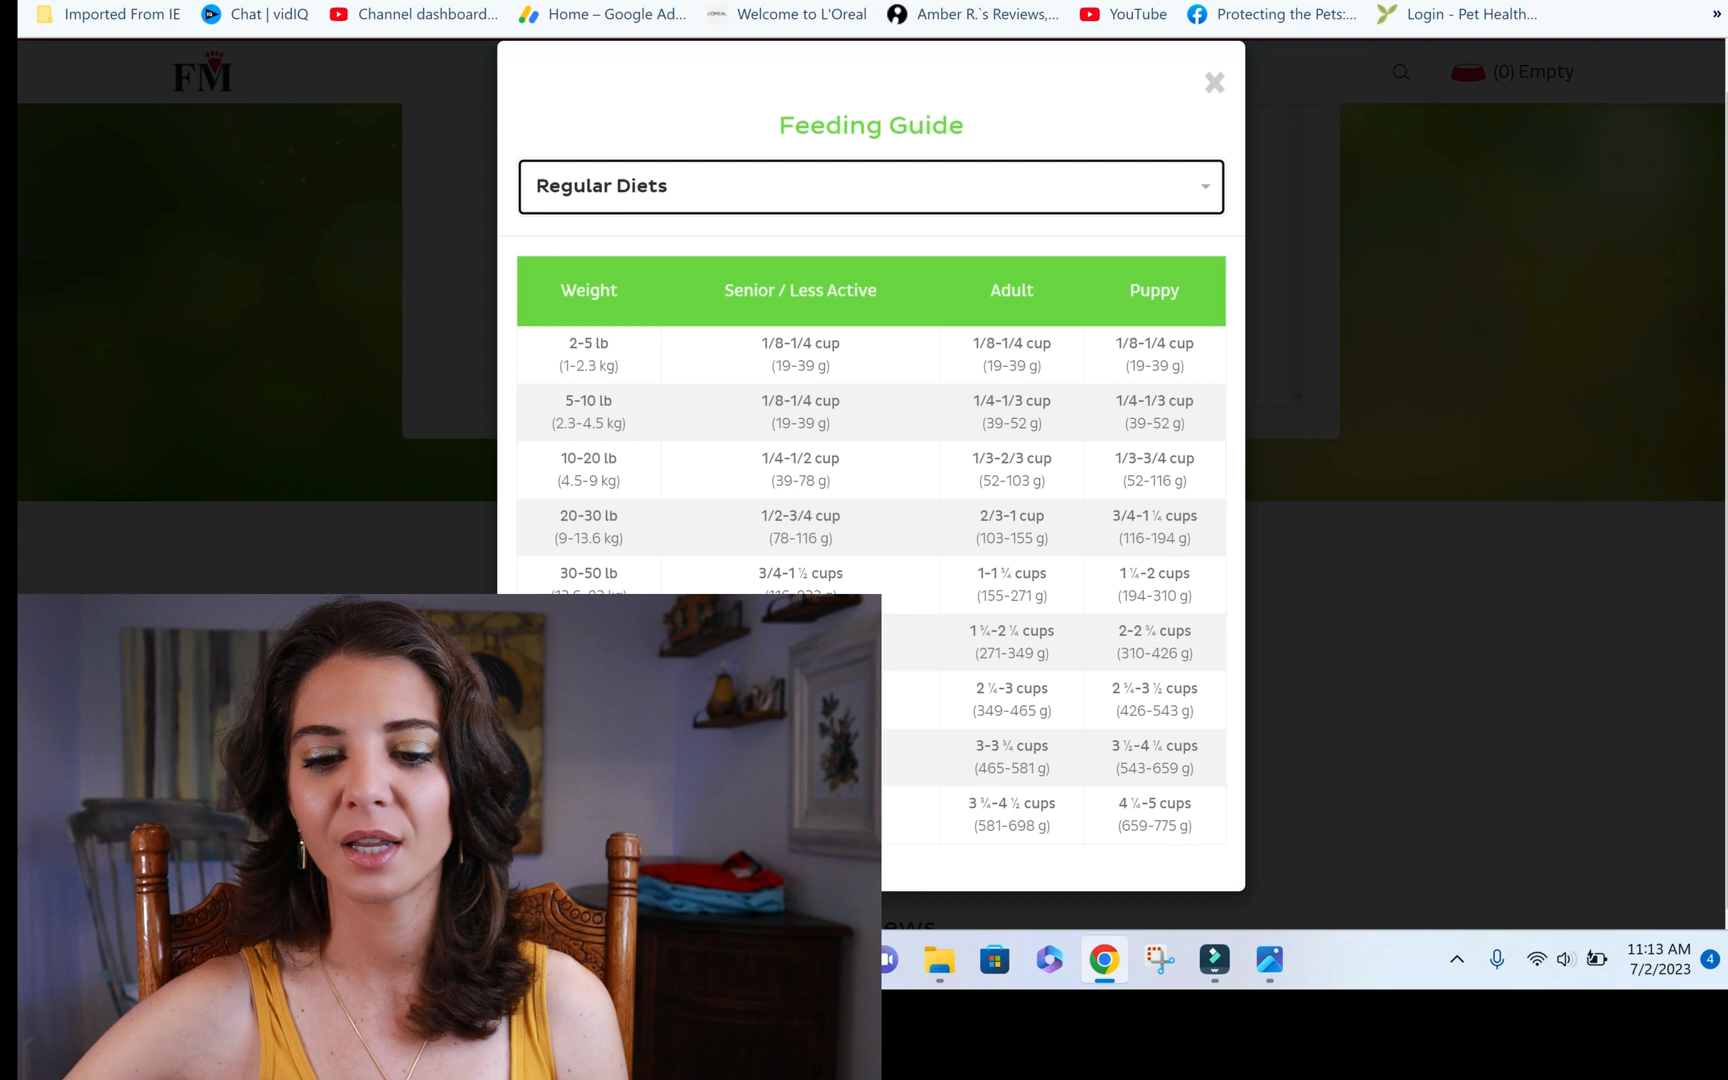 Imported From IE
Chat | vidIQ
Channel dashboard...
Home – Google Ad...
Welcome to L'Oreal
Amber R.`s Reviews,...
YouTube
Protecting the Pets:...
Login - Pet Health...
»
FM
(0) Empty
Feeding Guide
Regular Diets
Weight Senior / Less Active Adult Puppy
2-5 lb 1/8-1/4 cup 1/8-1/4 cup 1/8-1/4 cup
(1-2.3 kg) (19-39 g) (19-39 g) (19-39 g)
5-10 lb 1/8-1/4 cup 1/4-1/3 cup 1/4-1/3 cup
(2.3-4.5 kg) (19-39 g) (39-52 g) (39-52 g)
10-20 lb 1/4-1/2 cup 1/3-2/3 cup 1/3-3/4 cup
(4.5-9 kg) (39-78 g) (52-103 g) (52-116 g)
20-30 lb 1/2-3/4 cup 2/3-1 cup 3/4-1 ¼ cups
(9-13.6 kg) (78-116 g) (103-155 g) (116-194 g)
30-50 lb 3/4-1 ½ cups 1-1 ¾ cups 1 ¼-2 cups
(155-271 g) (194-310 g)
1 ¾-2 ¼ cups 2-2 ¾ cups
(271-349 g) (310-426 g)
2 ¼-3 cups 2 ¾-3 ½ cups
(349-465 g) (426-543 g)
3-3 ¾ cups 3 ½-4 ¼ cups
(465-581 g) (543-659 g)
3 ¾-4 ½ cups 4 ¼-5 cups
(581-698 g) (659-775 g)
11:13 AM
7/2/2023
4